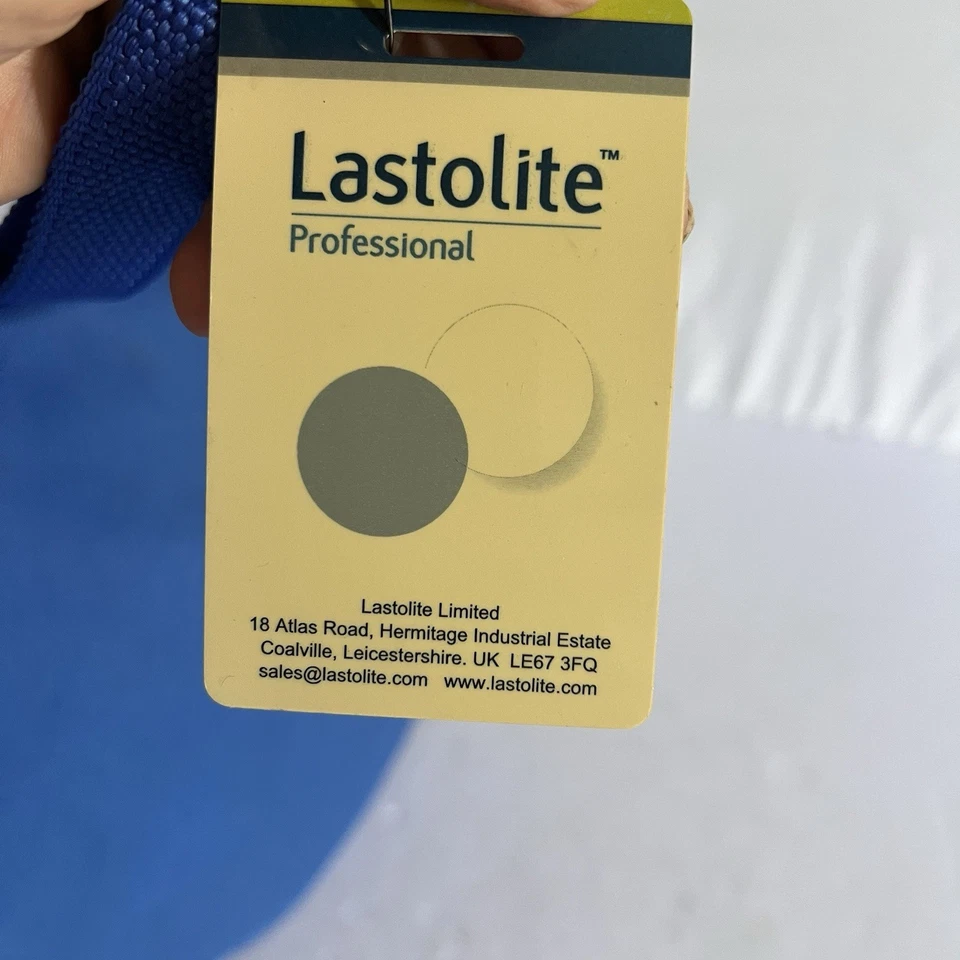 Lastolite™
Professional
Lastolite Limited
18 Atlas Road, Hermitage Industrial Estate
Coalville, Leicestershire. UK LE67 3FQ
sales@lastolite.com www.lastolite.com